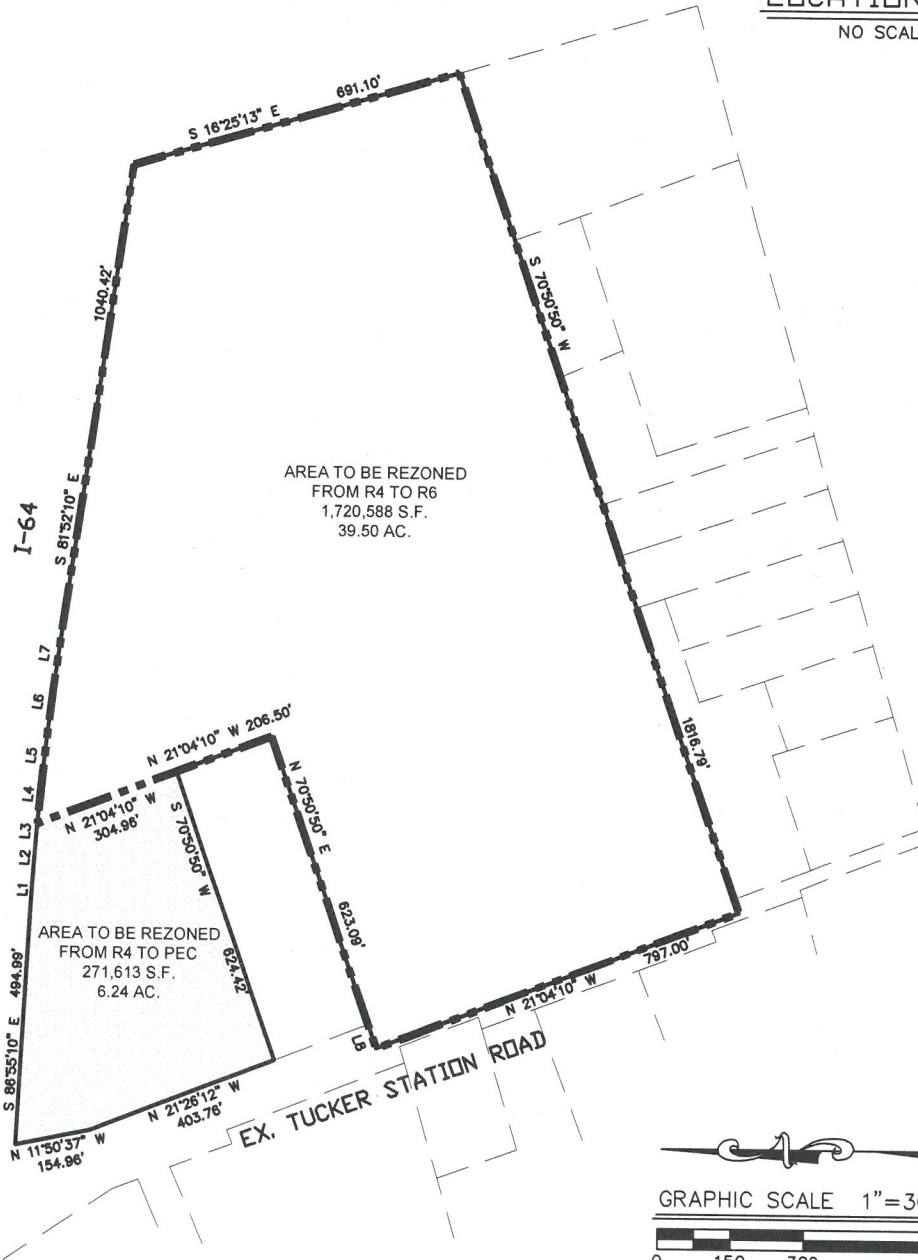 NO SCAL
S 16°25'13" E
691.10'
1040.42'
S 81°52'10" E
I-64
S 70°50'50" W
1816.79'
AREA TO BE REZONED
FROM R4 TO R6
1,720,588 S.F.
39.50 AC.
L7
L6
L5
L4
L3
L2
L1
N 21°04'10" W 206.50'
N 21°04'10" W
304.96'
S 70°50'50" W
624.42'
N 70°50'50" E
623.09'
L8
AREA TO BE REZONED
FROM R4 TO PEC
271,613 S.F.
6.24 AC.
494.99'
S 86°55'10" E
N 11°50'37" W
154.96'
N 21°26'12" W
403.76'
797.00'
N 21°04'10" W
EX. TUCKER STATION ROAD
GRAPHIC SCALE 1"=3
0 150 300